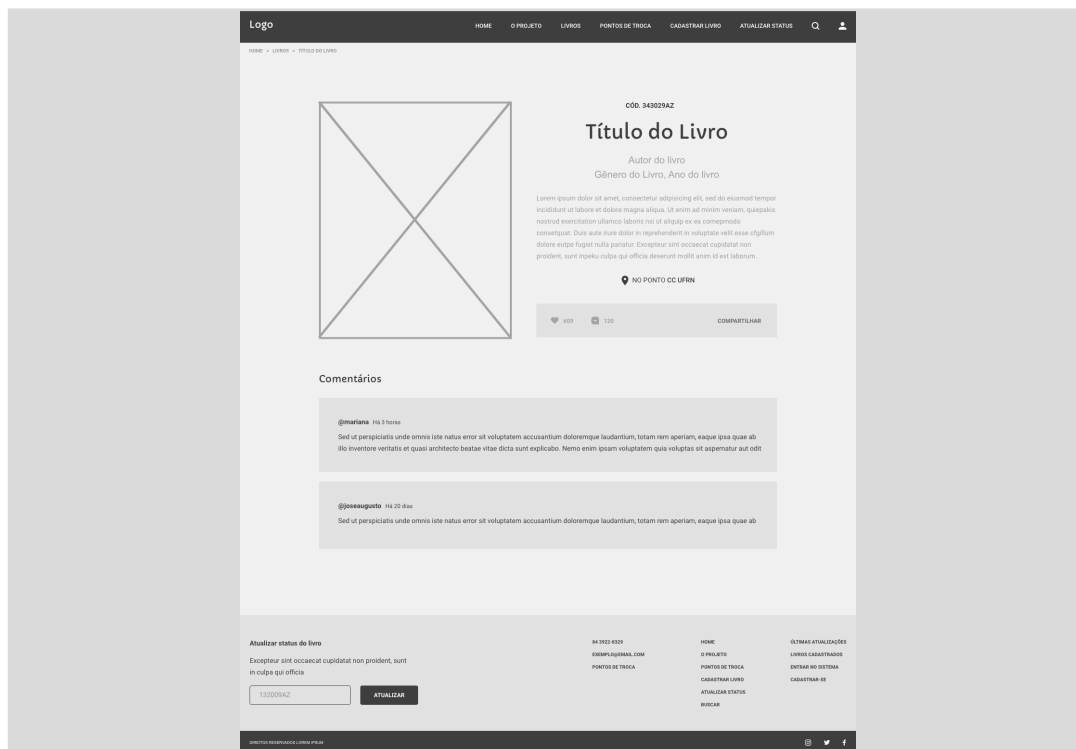 Logo
HOME O PROJETO LIVROS PONTOS DE TROCA CADASTRAR LIVRO ATUALIZAR STATUS
HOME > LIVROS > TÍTULO DO LIVRO
CÓD. 343029AZ
Título do Livro
Autor do livro
Gênero do Livro, Ano do livro
Lorem ipsum dolor sit amet, consectetur adipisicing elit, sed do eiusmod tempor
incididunt ut labore et dolore magna aliqua. Ut enim ad minim veniam, quiepakis
nostrud exercitation ullamco laboris nsi ut aliquip ex ea comepmodo
consetquat. Duis aute irure dolor in reprehenderit in voluptate velit esse cfgillum
dolore eutpe fugiat nulla pariatur. Excepteur sint occaecat cupidatat non
proident, sunt inpeku culpa qui officia deserunt mollit anim id est laborum.
NO PONTO CC UFRN
609 120 COMPARTILHAR
Comentários
@mariana Há 3 horas
Sed ut perspiciatis unde omnis iste natus error sit voluptatem accusantium doloremque laudantium, totam rem aperiam, eaque ipsa quae ab
illo inventore veritatis et quasi architecto beatae vitae dicta sunt explicabo. Nemo enim ipsam voluptatem quia voluptas sit aspernatur aut odit
@joseaugusto Há 20 dias
Sed ut perspiciatis unde omnis iste natus error sit voluptatem accusantium doloremque laudantium, totam rem aperiam, eaque ipsa quae ab
Atualizar status do livro
Excepteur sint occaecat cupidatat non proident, sunt
in culpa qui officia
132009AZ ATUALIZAR
84 3922-8329
EXEMPLO@EMAIL.COM
PONTOS DE TROCA
HOME
O PROJETO
PONTOS DE TROCA
CADASTRAR LIVRO
ATUALIZAR STATUS
BUSCAR
ÚLTIMAS ATUALIZAÇÕES
LIVROS CADASTRADOS
ENTRAR NO SISTEMA
CADASTRAR-SE
DIREITOS RESERVADOS LOREM IPSUM